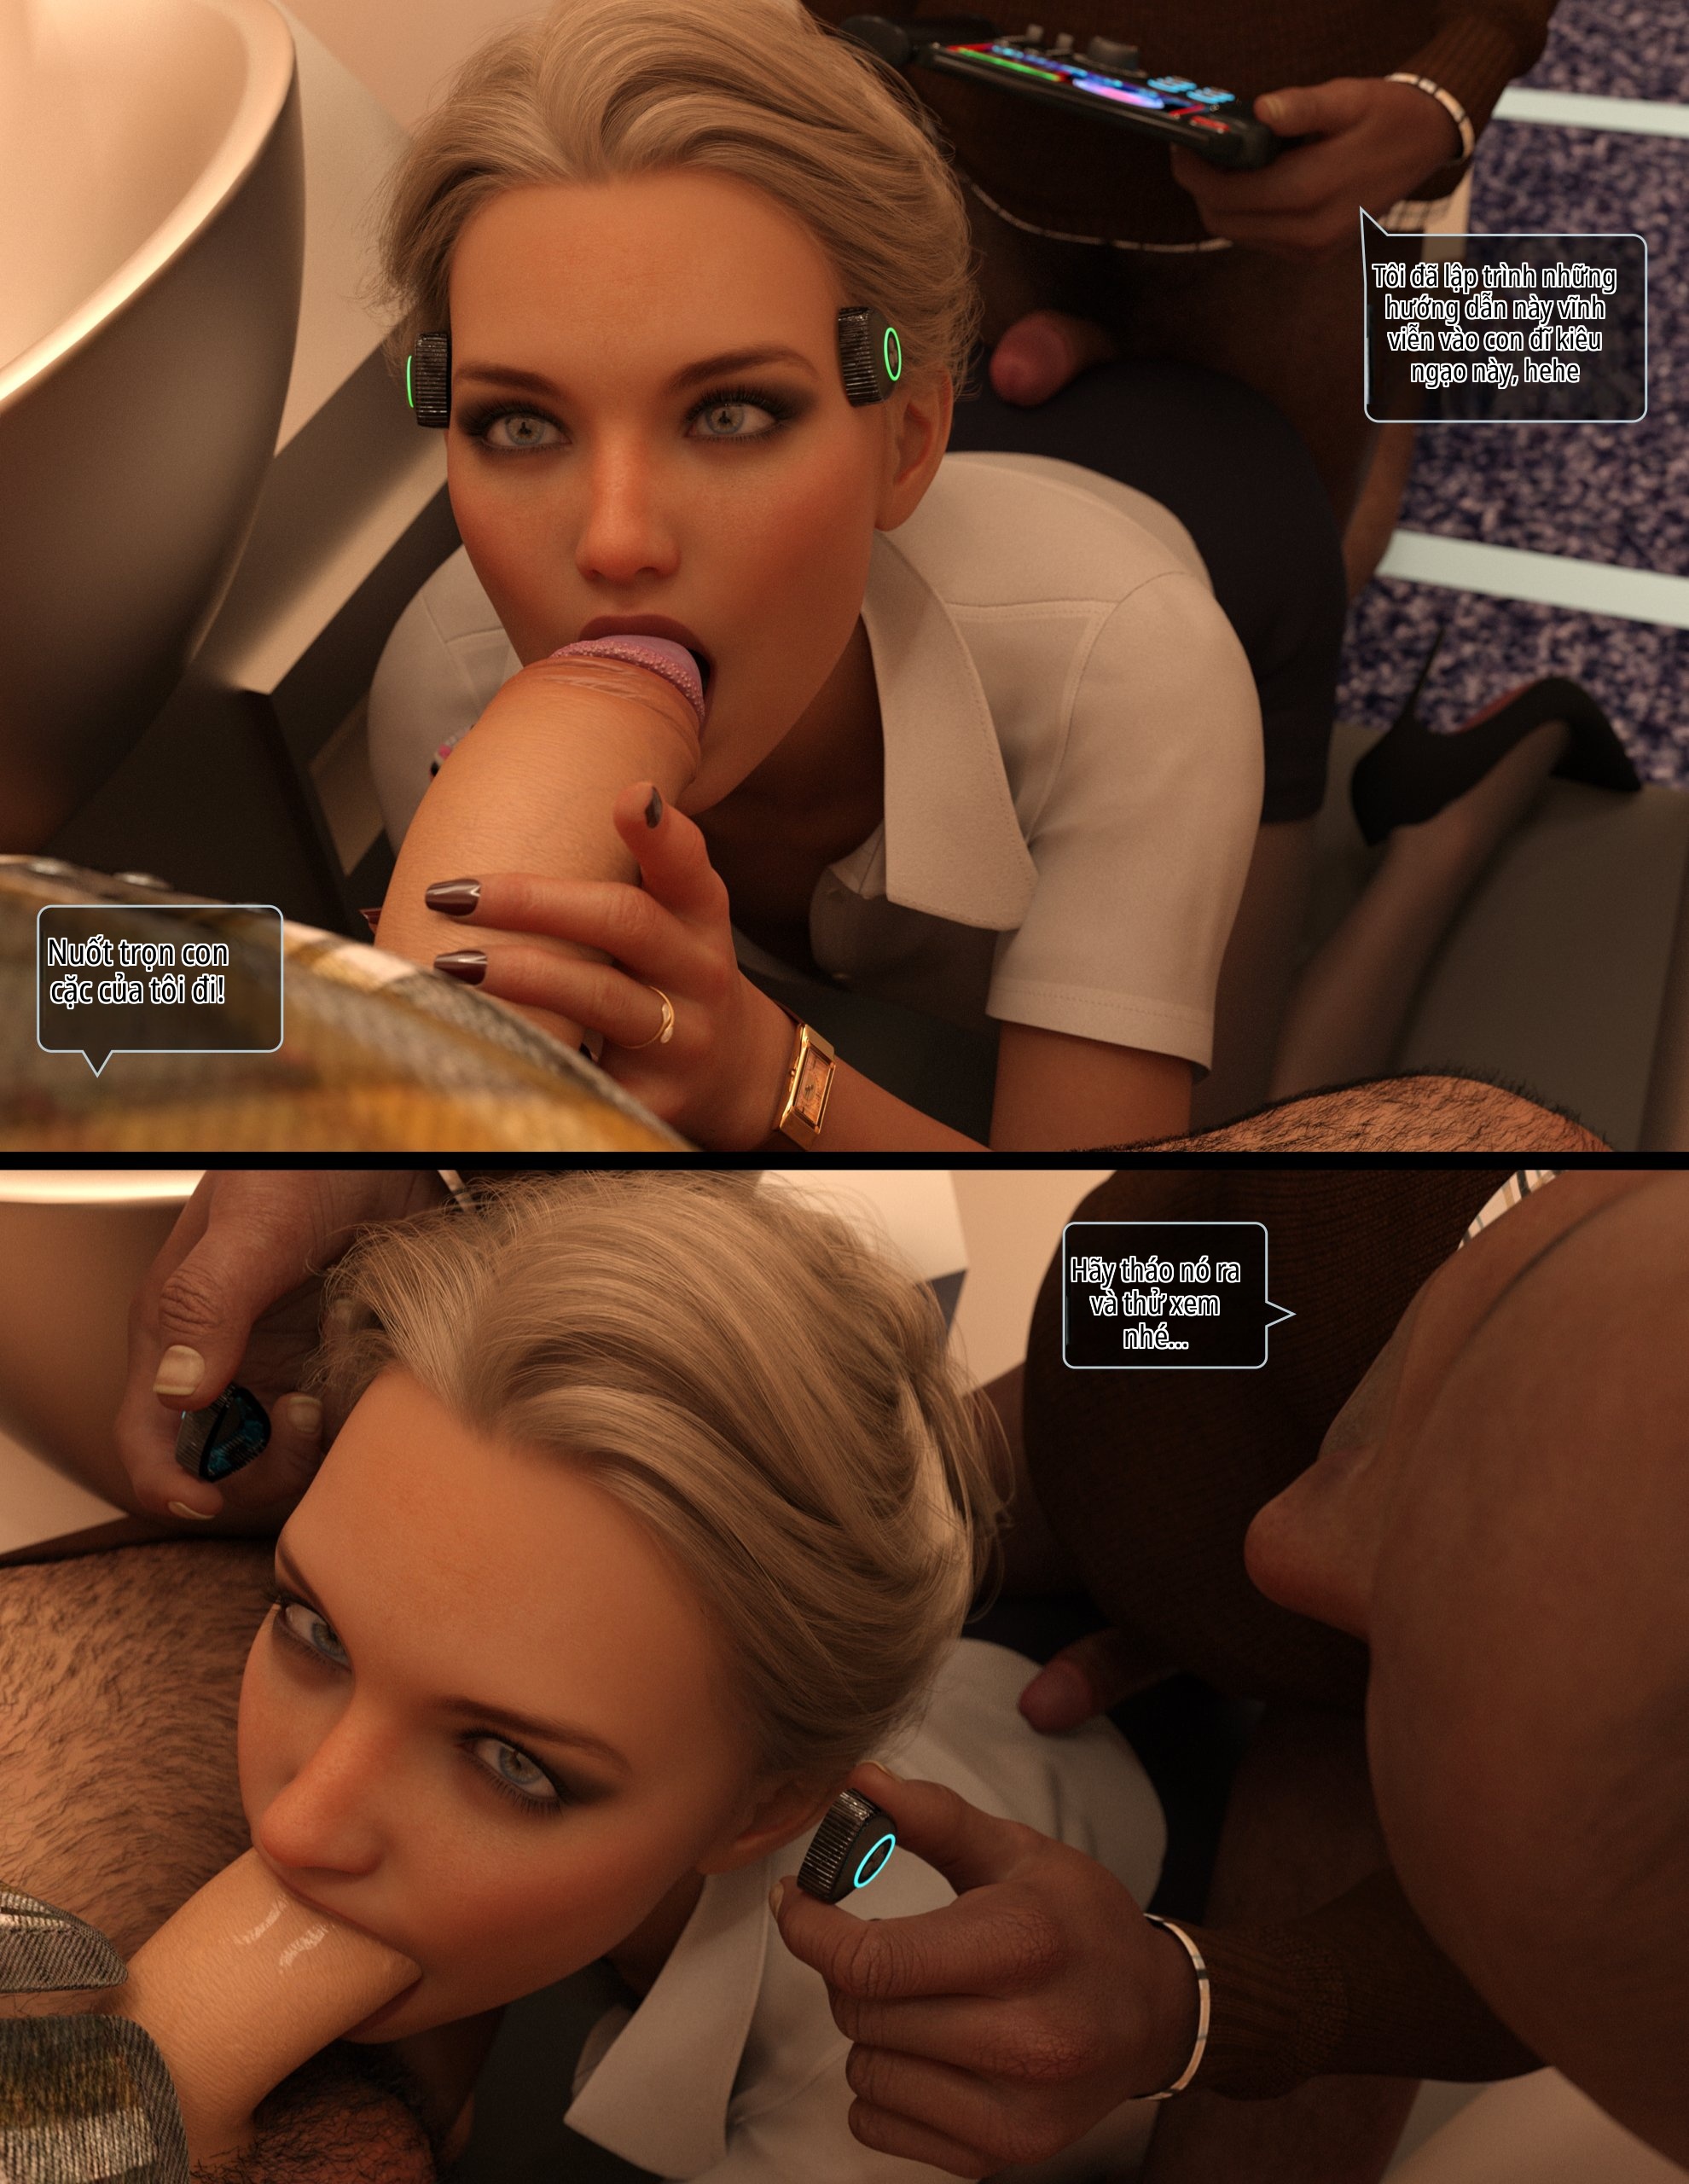 Tôi đã lập trình những
hướng dẫn này vĩnh
viễn vào con đĩ kiêu
ngạo này, hehe
Nuốt trọn con
cặc của tôi đi!
Hãy tháo nó ra
và thử xem
nhé...